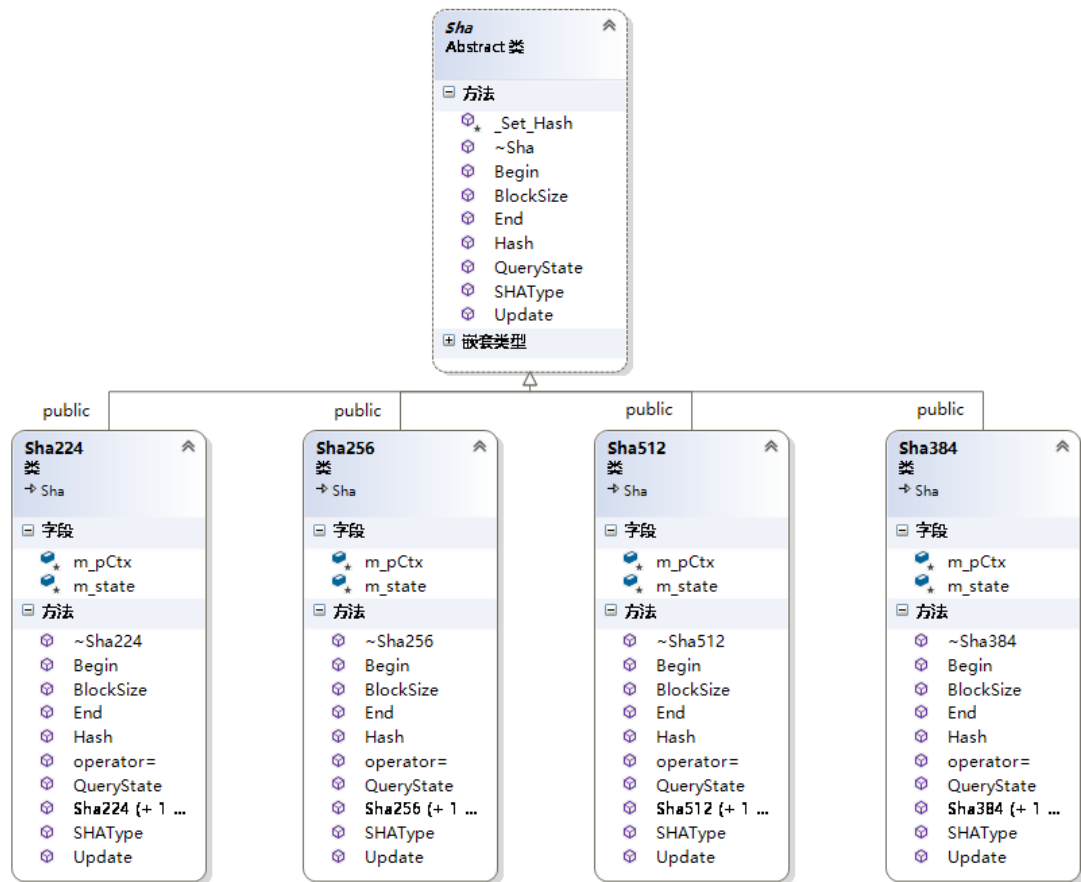 Sha
Abstract 类
方法
_Set_Hash
~Sha
Begin
BlockSize
End
Hash
QueryState
SHAType
Update
嵌套类型
public
public
public
public
Sha224
类
Sha
字段
m_pCtx
m_state
方法
~Sha224
Begin
BlockSize
End
Hash
operator=
QueryState
Sha224 (+ 1 ...
SHAType
Update
Sha256
类
Sha
字段
m_pCtx
m_state
方法
~Sha256
Begin
BlockSize
End
Hash
operator=
QueryState
Sha256 (+ 1 ...
SHAType
Update
Sha512
类
Sha
字段
m_pCtx
m_state
方法
~Sha512
Begin
BlockSize
End
Hash
operator=
QueryState
Sha512 (+ 1 ...
SHAType
Update
Sha384
类
Sha
字段
m_pCtx
m_state
方法
~Sha384
Begin
BlockSize
End
Hash
operator=
QueryState
Sha384 (+ 1 ...
SHAType
Update